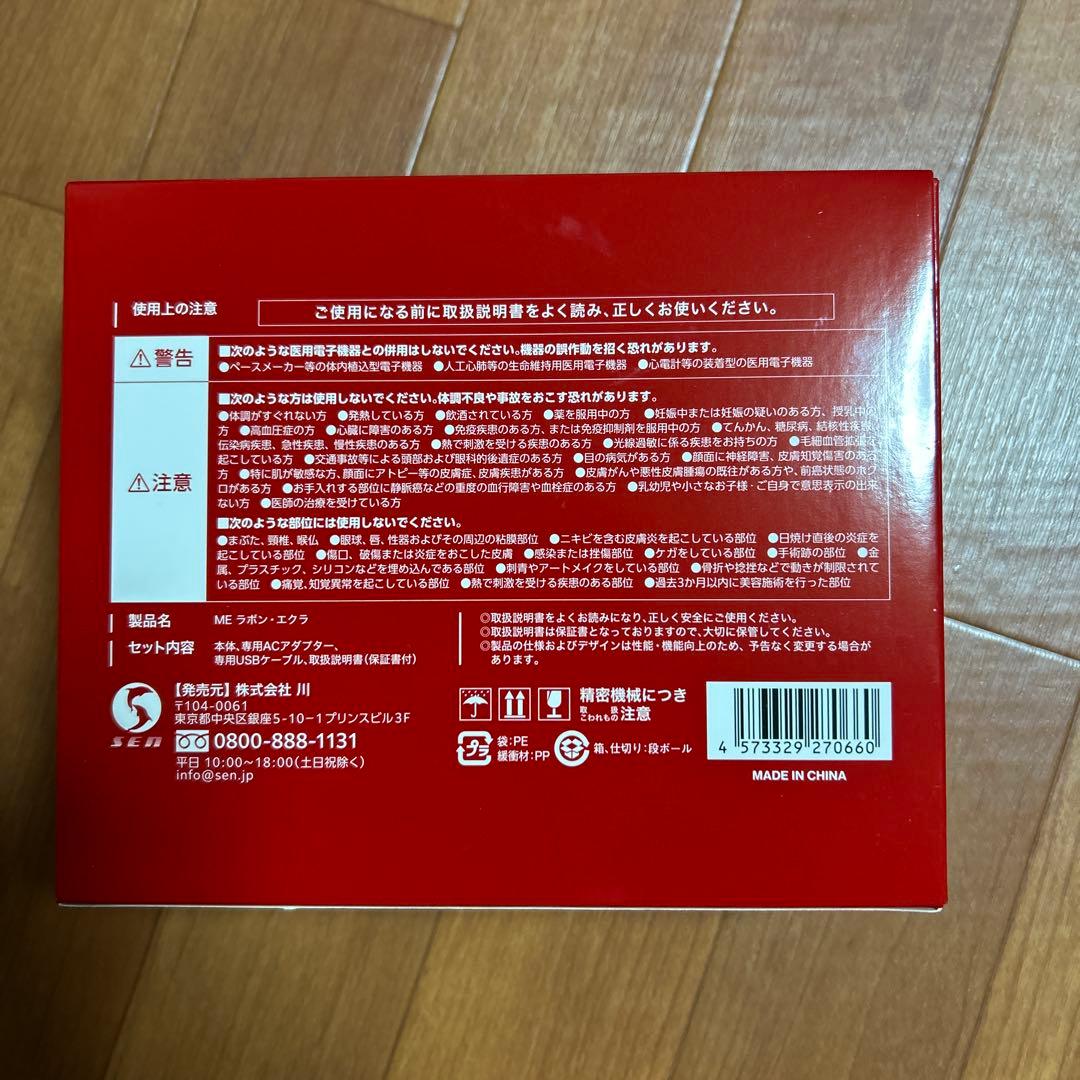 使用上の注意
ご使用になる前に取扱説明書をよく読み、正しくお使いください。
⚠警告
■次のような医用電子機器との併用はしないでください。機器の誤作動を招く恐れがあります。
●ペースメーカー等の体内植込型電子機器 ●人工心肺等の生命維持用医用電子機器 ●心電計等の装着型の医用電子機器
⚠注意
■次のような方は使用しないでください。体調不良や事故をおこす恐れがあります。
●体調がすぐれない方 ●発熱している方 ●飲酒されている方 ●薬を服用中の方 ●妊娠中または妊娠の疑いのある方、授乳中の
方 ●高血圧症の方 ●心臓に障害のある方 ●免疫疾患のある方、または免疫抑制剤を服用中の方 ●てんかん、糖尿病、結核性疾患、
伝染病疾患、急性疾患、慢性疾患のある方 ●熱で刺激を受ける疾患のある方 ●光線過敏に係る疾患をお持ちの方 ●毛細血管拡張を
起こしている方 ●交通事故等による頭部および眼科的後遺症のある方 ●目の病気がある方 ●顔面に神経障害、皮膚知覚傷害のある
方 ●特に肌が敏感な方、顔面にアトピー等の皮膚症、皮膚疾患がある方 ●皮膚がんや悪性皮膚腫瘍の既往がある方や、前癌状態のホク
ロがある方 ●お手入れする部位に静脈癌などの重度の血行障害や血栓症のある方 ●乳幼児や小さなお子様・ご自身で意思表示の出来
ない方 ●医師の治療を受けている方
■次のような部位には使用しないでください。
●まぶた、頸椎、喉仏 ●眼球、唇、性器およびその周辺の粘膜部位 ●ニキビを含む皮膚炎を起こしている部位 ●日焼け直後の炎症を
起こしている部位 ●傷口、破傷または炎症をおこした皮膚 ●感染または挫傷部位 ●ケガをしている部位 ●手術跡の部位 ●金
属、プラスチック、シリコンなどを埋め込んである部位 ●刺青やアートメイクをしている部位 ●骨折や捻挫などで動きが制限されて
いる部位 ●痛覚、知覚異常を起こしている部位 ●熱で刺激を受ける疾患のある部位 ●過去3か月以内に美容施術を行った部位
製品名 ME ラボン・エクラ
セット内容 本体、専用ACアダプター、
専用USBケーブル、取扱説明書（保証書付）
◎取扱説明書をよくお読みになり、正しく安全にご使用ください。
◎取扱説明書は保証書となっておりますので、大切に保管してください。
◎製品の仕様およびデザインは性能・機能向上のため、予告なく変更する場合が
あります。
SEN
【発売元】株式会社 川
〒104-0061
東京都中央区銀座5-10-1プリンスビル3F
0800-888-1131
平日 10:00～18:00（土日祝除く）
info@sen.jp
精密機械につき
取扱
こわれもの注意
プラ
袋：PE
緩衝材：PP
箱、仕切り：段ボール
4 573329 270660
MADE IN CHINA